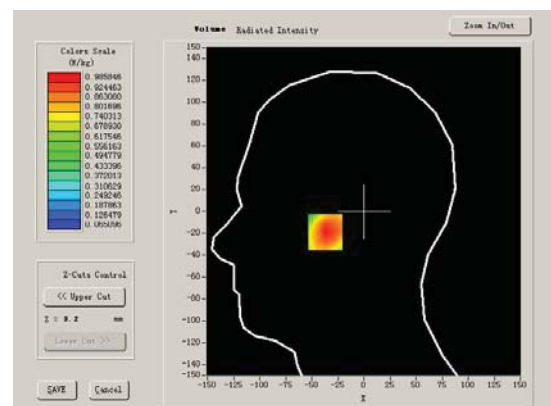 Volume Radiated Intensity
Zoom In/Out
Colors Scale
(W/kg)
0.985846
0.924463
0.863080
0.801696
0.740313
0.678930
0.617546
0.556163
0.494779
0.433396
0.372013
0.310629
0.249246
0.187863
0.126479
0.065096
Z-Cuts Control
<< Upper Cut
Lower Cut >>
SAVE
Cancel
150
140
120
100
80
60
40
20
0
-20
-40
-60
-80
-100
-120
-140
-150
Y
-150 -125 -100 -75 -50 -25 0 25 50 75 100 125 150
X